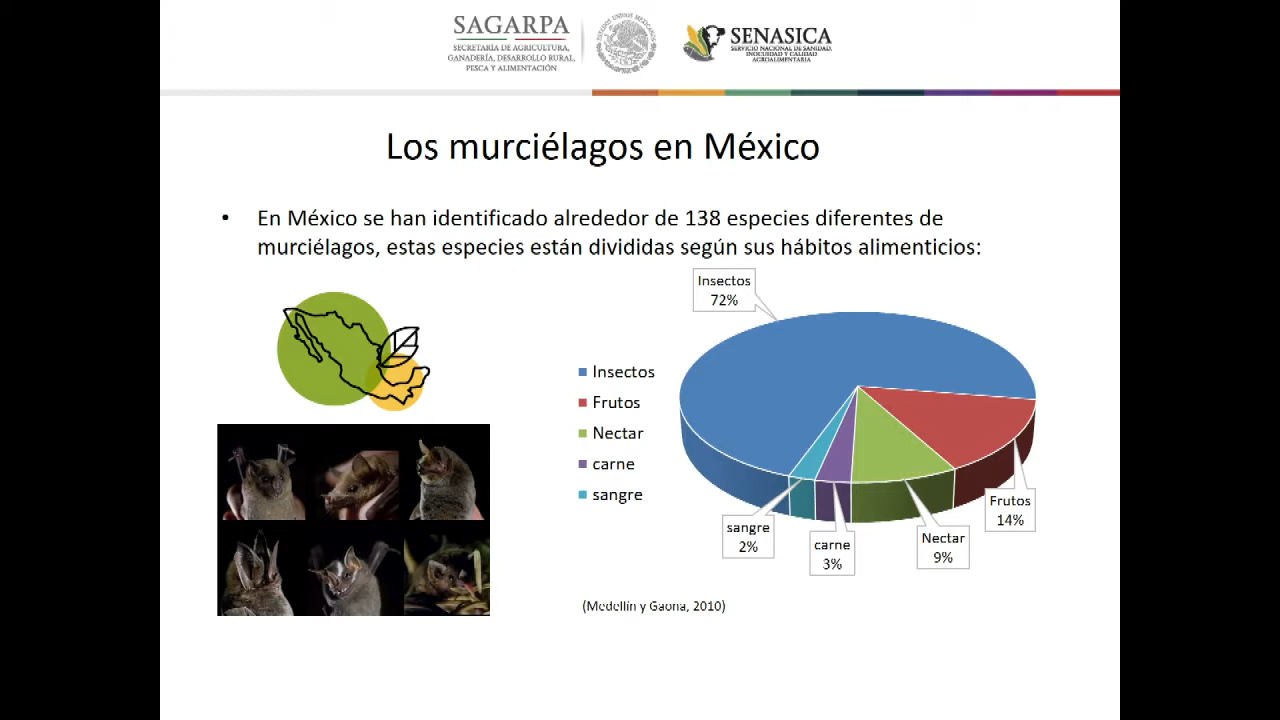 SAGARPA
SECRETARÍA DE AGRICULTURA,
GANADERÍA, DESARROLLO RURAL,
PESCA Y ALIMENTACIÓN
ESTADOS UNIDOS MEXICANOS
SENASICA
SERVICIO NACIONAL DE SANIDAD,
INOCUIDAD Y CALIDAD
AGROALIMENTARIA
Los murciélagos en México
• En México se han identificado alrededor de 138 especies diferentes de
murciélagos, estas especies están divididas según sus hábitos alimenticios:
Insectos
72%
Insectos
Frutos
Nectar
carne
sangre
Frutos
14%
Nectar
9%
carne
3%
sangre
2%
(Medellín y Gaona, 2010)